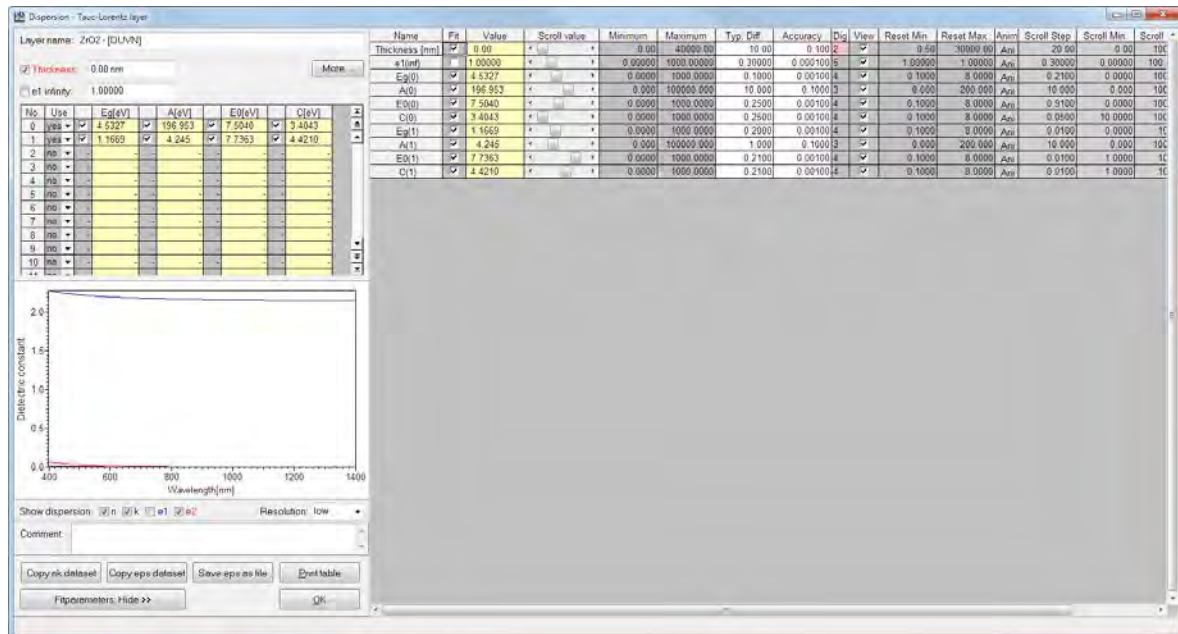 Dispersion - Tauc-Lorentz layer
Layer name: ZrO2 - [DUVN]
Thickness: 0.00 nm More ...
e1 infinity: 1.00000
No Use Eg[eV] A[eV] E0[eV] C[eV]
0 yes 4.5327 196.953 7.5040 3.4043
1 yes 1.1669 4.245 7.7363 4.4210
2 no - - - -
3 no - - - -
4 no - - - -
5 no - - - -
6 no - - - -
7 no - - - -
8 no - - - -
9 no - - - -
10 no - - - -
Name Fit Value Scroll value Minimum Maximum Typ. Diff. Accuracy Dig View Reset Min Reset Max Anim Scroll Step Scroll Min. Scroll
Thickness [nm] 0.00 0.00 40000.00 10.00 0.100 2 0.50 30000.00 Ani 20.00 0.00 100
e1(inf) 1.00000 0.00000 1000.00000 0.30000 0.000100 5 1.00000 1.00000 Ani 0.30000 0.00000 100
Eg(0) 4.5327 0.0000 1000.0000 0.1000 0.00100 4 0.1000 8.0000 Ani 0.2100 0.0000 100
A(0) 196.953 0.000 100000.000 10.000 0.1000 3 0.000 200.000 Ani 10.000 0.000 100
E0(0) 7.5040 0.0000 1000.0000 0.2500 0.00100 4 0.1000 8.0000 Ani 0.9100 0.0000 100
C(0) 3.4043 0.0000 1000.0000 0.2500 0.00100 4 0.1000 8.0000 Ani 0.0500 10.0000 100
Eg(1) 1.1669 0.0000 1000.0000 0.2000 0.00100 4 0.1000 8.0000 Ani 0.0100 0.0000 10
A(1) 4.245 0.000 100000.000 1.000 0.1000 3 0.000 200.000 Ani 10.000 0.000 100
E0(1) 7.7363 0.0000 1000.0000 0.2100 0.00100 4 0.1000 8.0000 Ani 0.0100 1.0000 10
C(1) 4.4210 0.0000 1000.0000 0.2100 0.00100 4 0.1000 8.0000 Ani 0.0100 1.0000 10
Dielectric constant
2.0
1.5
1.0
0.5
0.0
400 600 800 1000 1200 1400
Wavelength[nm]
Show dispersion: n k e1 e2 Resolution: low
Comment:
Copy nk dataset Copy eps dataset Save eps as file Print table
Fitparameters: Hide >> OK